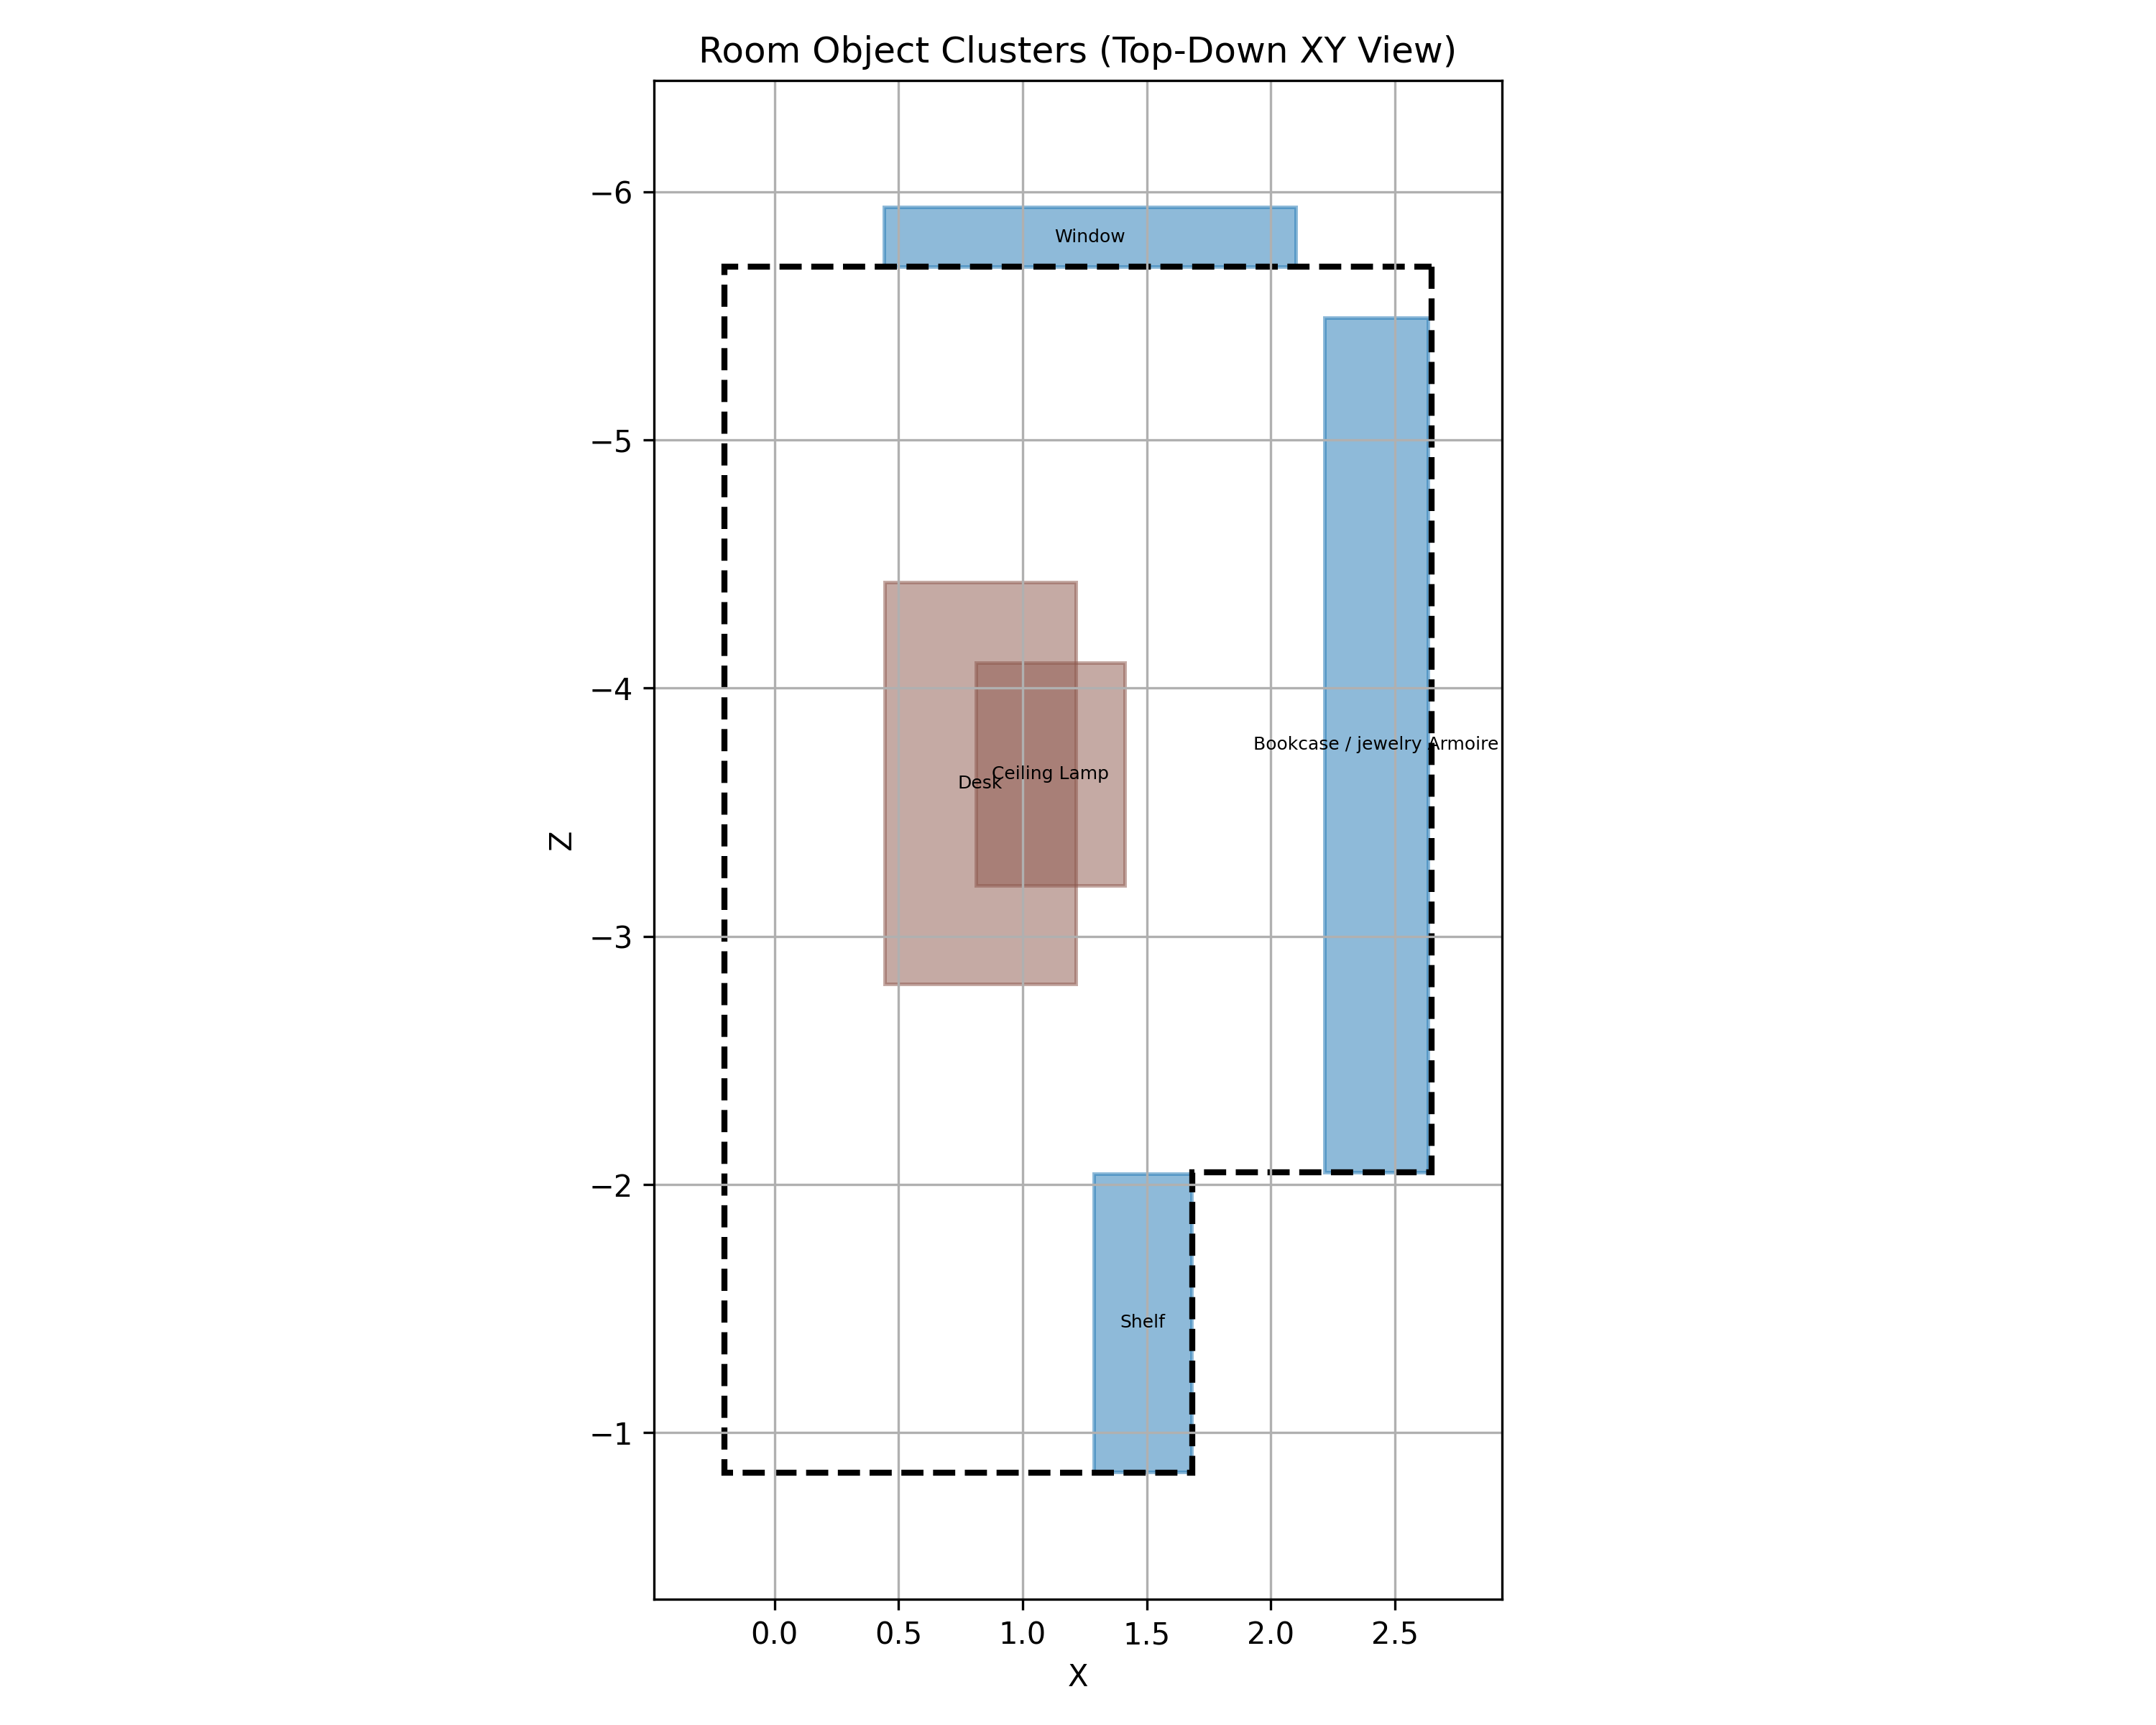 Room Object Clusters (Top-Down XY View)
−6
Window
−5
−4
Bookcase / jewelry Armoire
Ceiling Lamp
Desk
Z
−3
−2
Shelf
−1
0.0 0.5 1.0 1.5 2.0 2.5
X